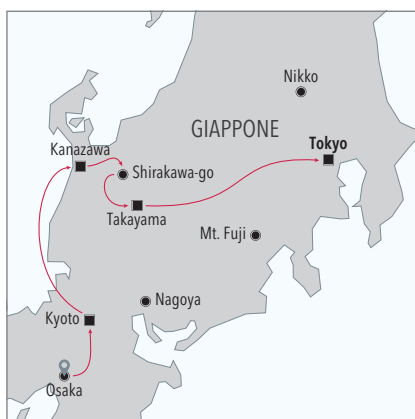 Nikko
GIAPPONE
Tokyo
Kanazawa
Shirakawa-go
Takayama
Mt. Fuji
Nagoya
Kyoto
Osaka